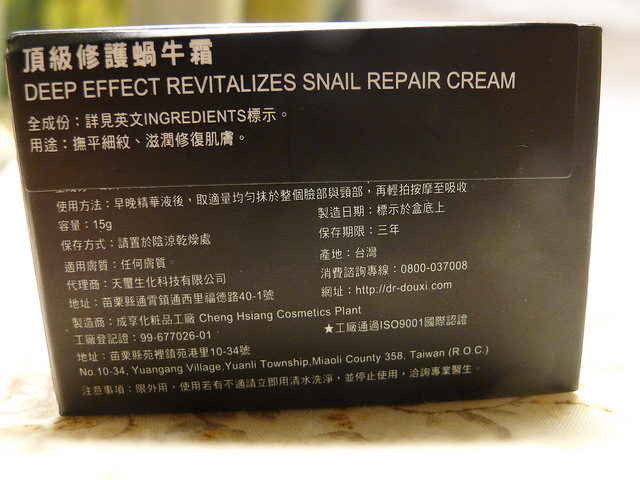 頂級修護蝸牛霜
DEEP EFFECT REVITALIZES SNAIL REPAIR CREAM
全成份：詳見英文INGREDIENTS標示。
用途：撫平細紋、滋潤修復肌膚。
使用方法：早晚精華液後，取適量均勻抹於整個臉部與頸部，再輕拍按摩至吸收
容量：15g
製造日期：標示於盒底上
保存方式：請置於陰涼乾燥處
保存期限：三年
適用膚質：任何膚質
產地：台灣
代理商：天璽生化科技有限公司
消費諮詢專線：0800-037008
地址：苗栗縣通霄鎮通西里福德路40-1號
網址：http://dr-douxi.com
製造商：成享化粧品工廠 Cheng Hsiang Cosmetics Plant
工廠登記證：99-677026-01
★工廠通過ISO9001國際認證
地址：苗栗縣苑裡鎮苑港里10-34號
No.10-34, Yuangang Village,Yuanli Township,Miaoli County 358, Taiwan (R.O.C.)
注意事項：限外用，使用若有不適請立即用清水洗淨，並停止使用，洽詢專業醫生。